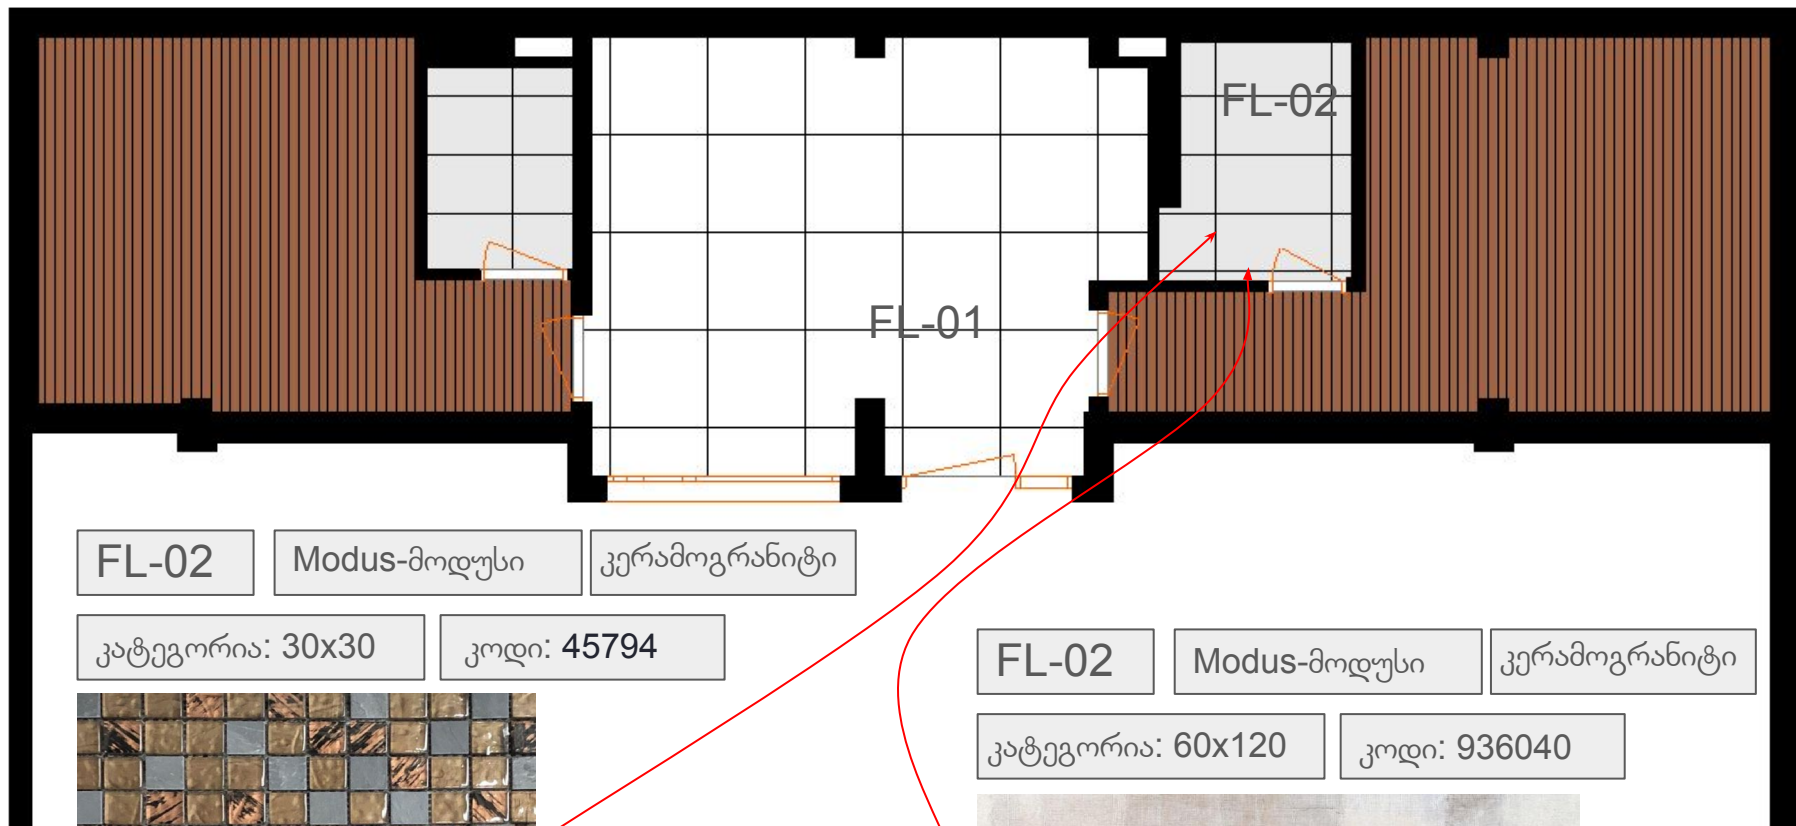 FL-02
FL-01
FL-02
Modus-მოდუსი
კერამოგრანიტი
კატეგორია: 30x30
კოდი: 45794
FL-02
Modus-მოდუსი
კერამოგრანიტი
კატეგორია: 60x120
კოდი: 936040